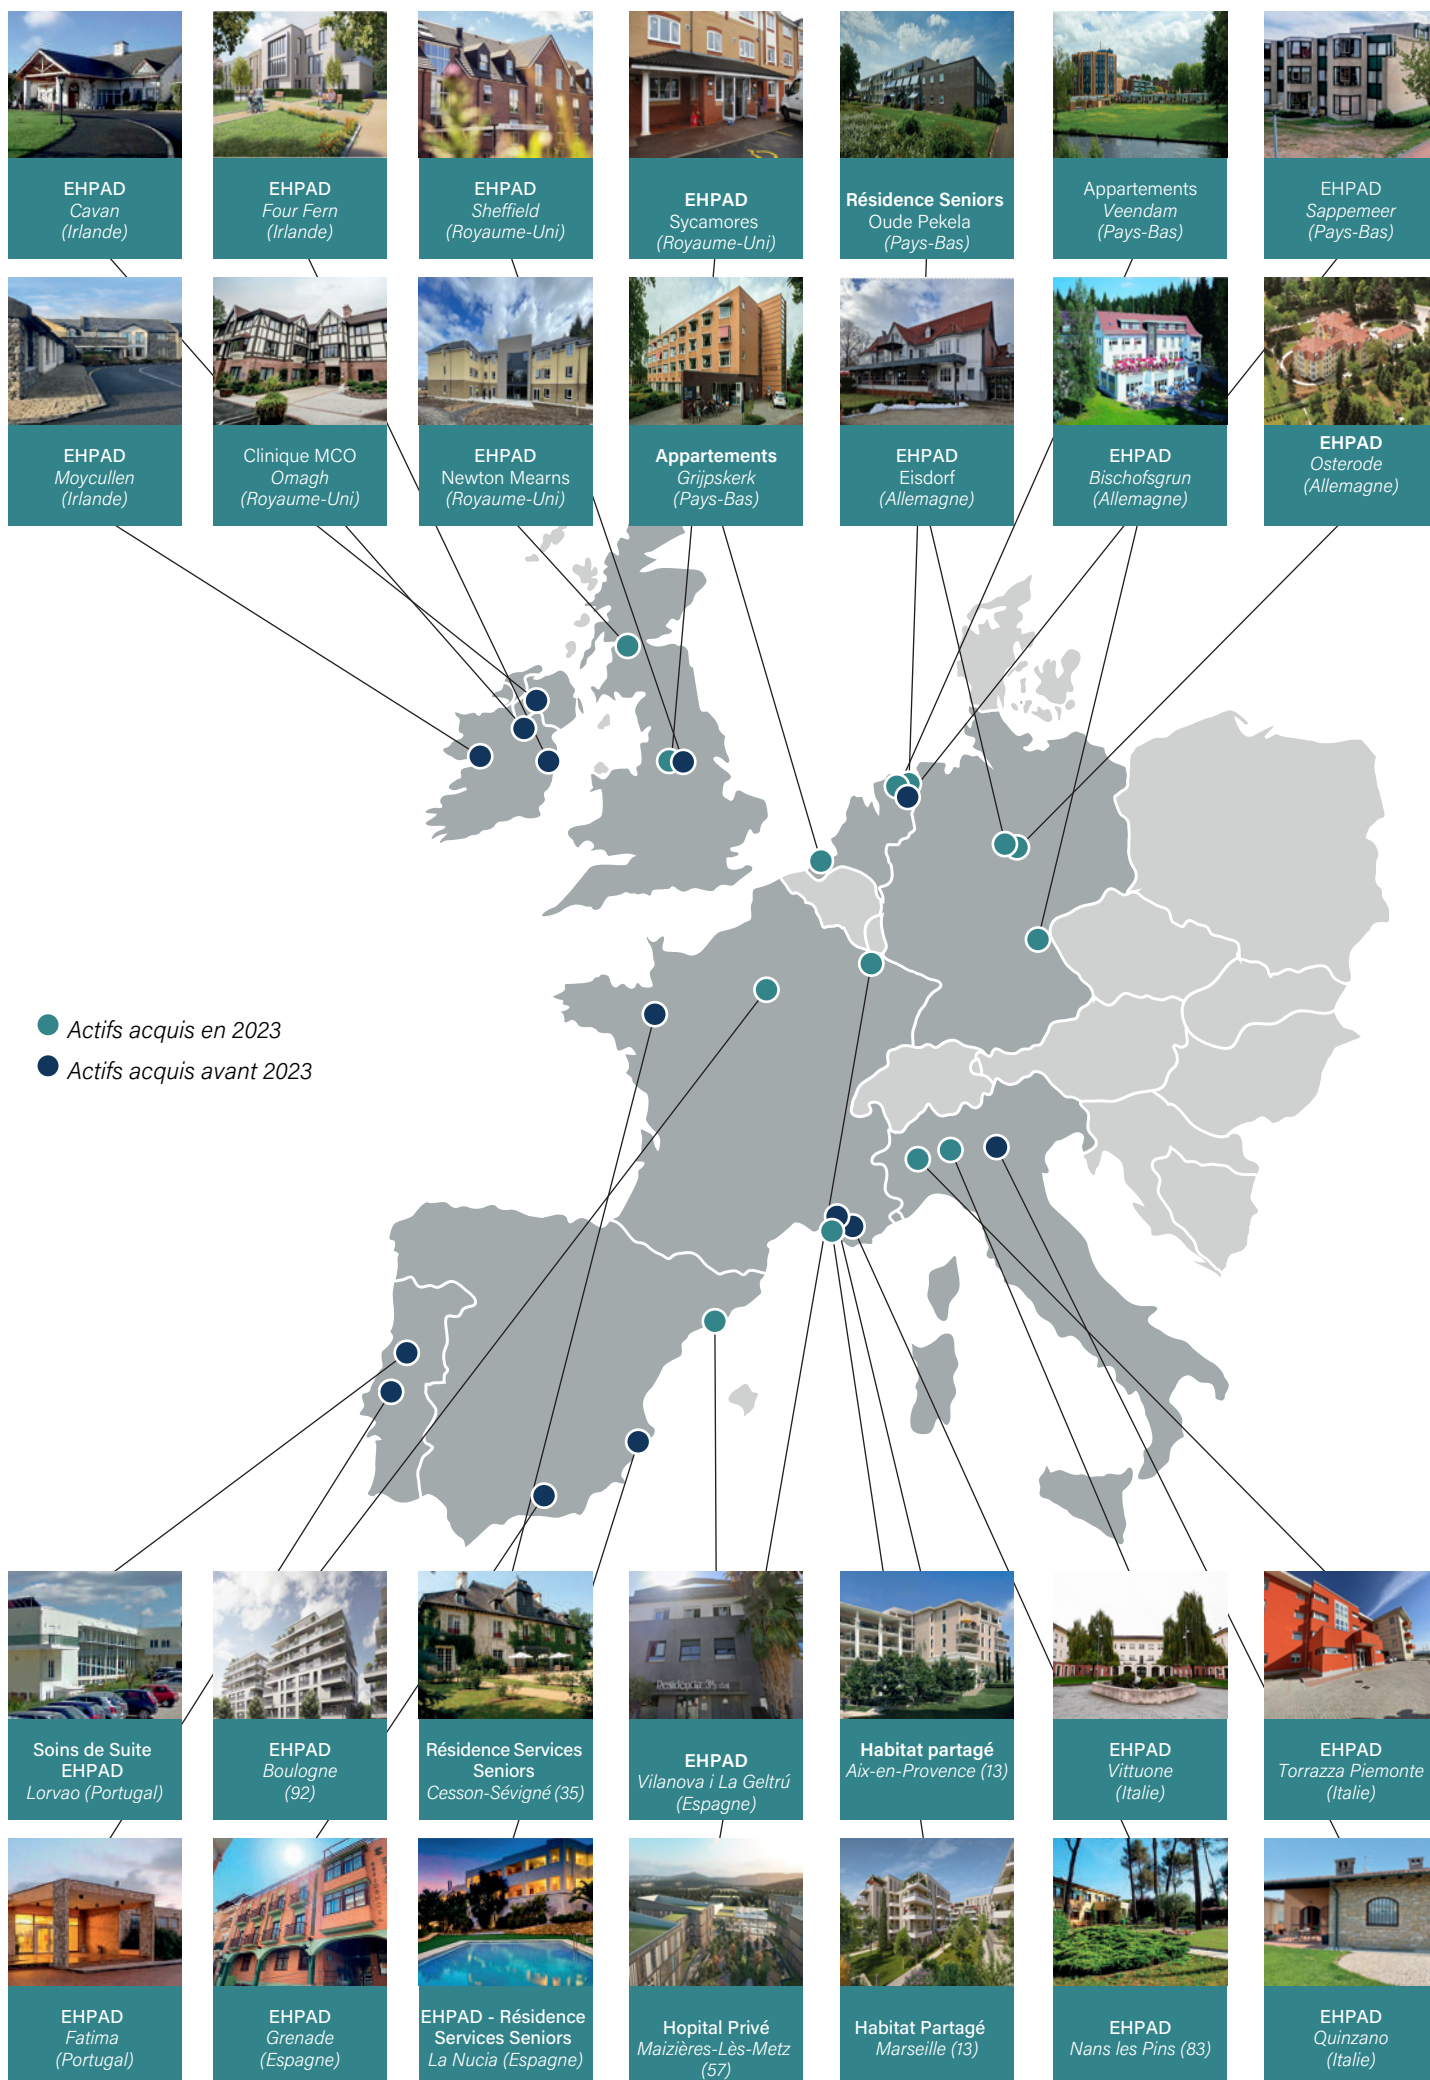 EHPAD
Cavan
(Irlande)
EHPAD
Four Fern
(Irlande)
EHPAD
Sheffield
(Royaume-Uni)
EHPAD
Sycamores
(Royaume-Uni)
Résidence Seniors
Oude Pekela
(Pays-Bas)
Appartements
Veendam
(Pays-Bas)
EHPAD
Sappemeer
(Pays-Bas)
EHPAD
Moycullen
(Irlande)
Clinique MCO
Omagh
(Royaume-Uni)
EHPAD
Newton Mearns
(Royaume-Uni)
Appartements
Grijpskerk
(Pays-Bas)
EHPAD
Eisdorf
(Allemagne)
EHPAD
Bischofsgrun
(Allemagne)
EHPAD
Osterode
(Allemagne)
Actifs acquis en 2023
Actifs acquis avant 2023
Soins de Suite
EHPAD
Lorvao (Portugal)
EHPAD
Boulogne
(92)
Résidence Services
Seniors
Cesson-Sévigné (35)
EHPAD
Vilanova i La Geltrú
(Espagne)
Habitat partagé
Aix-en-Provence (13)
EHPAD
Vittuone
(Italie)
EHPAD
Torrazza Piemonte
(Italie)
EHPAD
Fatima
(Portugal)
EHPAD
Grenade
(Espagne)
EHPAD - Résidence
Services Seniors
La Nucia (Espagne)
Hopital Privé
Maizières-Lès-Metz
(57)
Habitat Partagé
Marseille (13)
EHPAD
Nans les Pins (83)
EHPAD
Quinzano
(Italie)